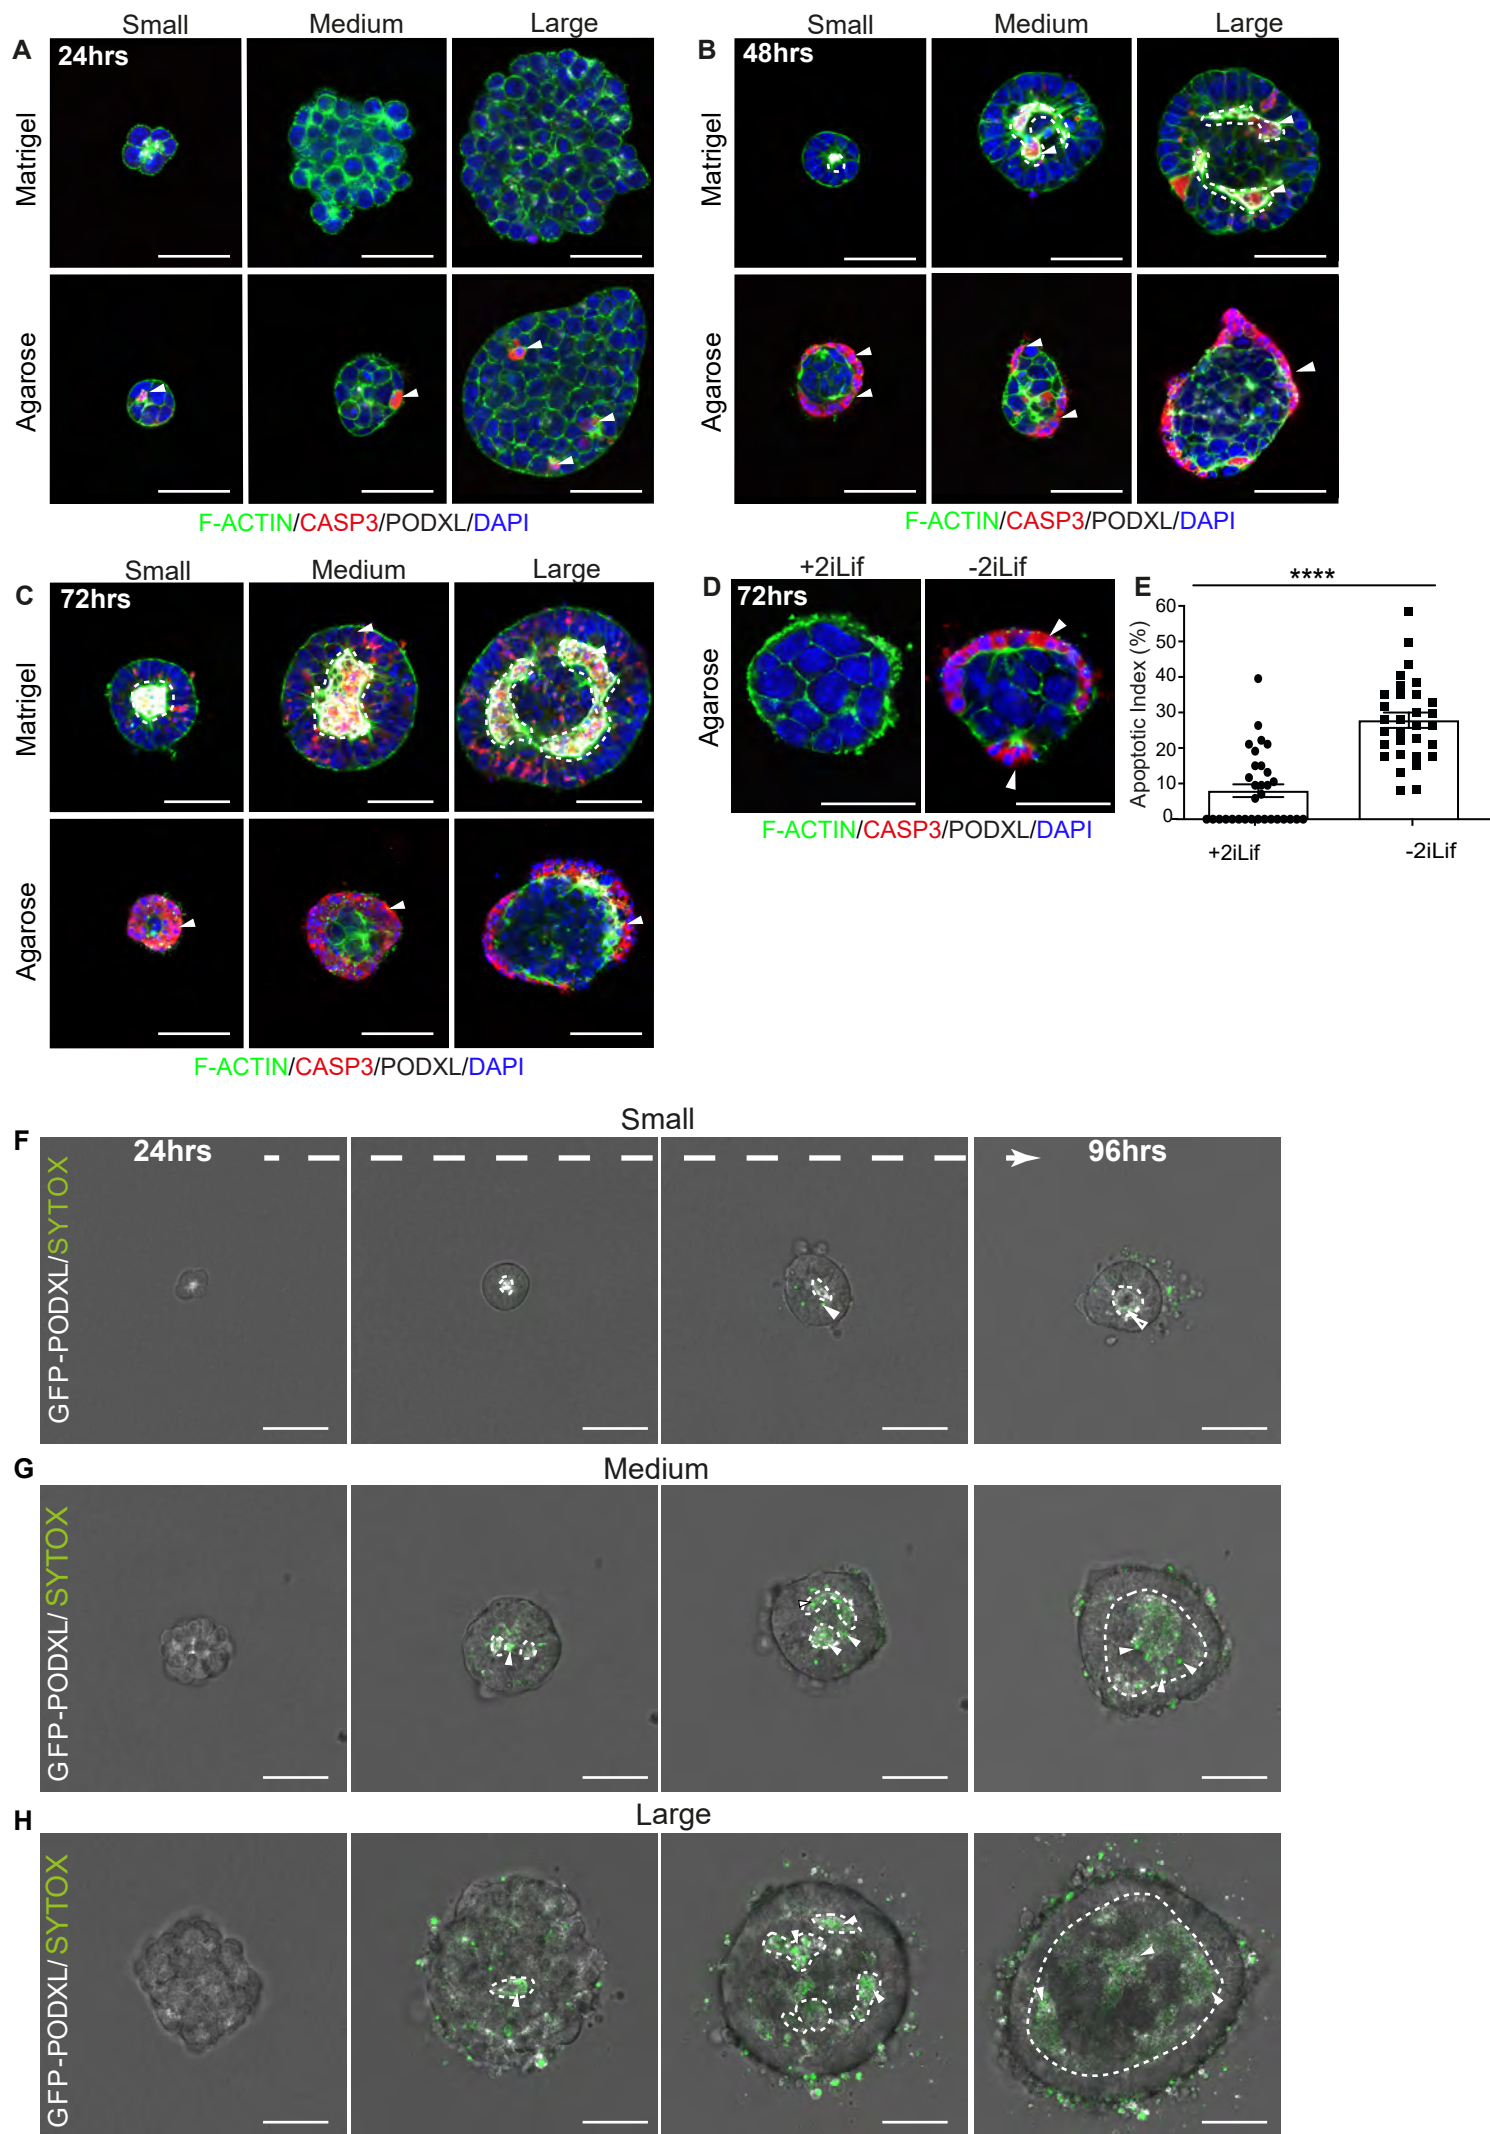 A
Small Medium Large
24hrs
Matrigel
Agarose
F-ACTIN/CASP3/PODXL/DAPI
B
Small Medium Large
48hrs
Matrigel
Agarose
F-ACTIN/CASP3/PODXL/DAPI
C
Small Medium Large
72hrs
Matrigel
Agarose
F-ACTIN/CASP3/PODXL/DAPI
D
+2iLif -2iLif
72hrs
Agarose
F-ACTIN/CASP3/PODXL/DAPI
E
****
Apoptotic Index (%)
60
50
40
30
20
10
0
+2iLif -2iLif
F
Small
24hrs 96hrs
GFP-PODXL/SYTOX
G
Medium
GFP-PODXL/ SYTOX
H
Large
GFP-PODXL/ SYTOX